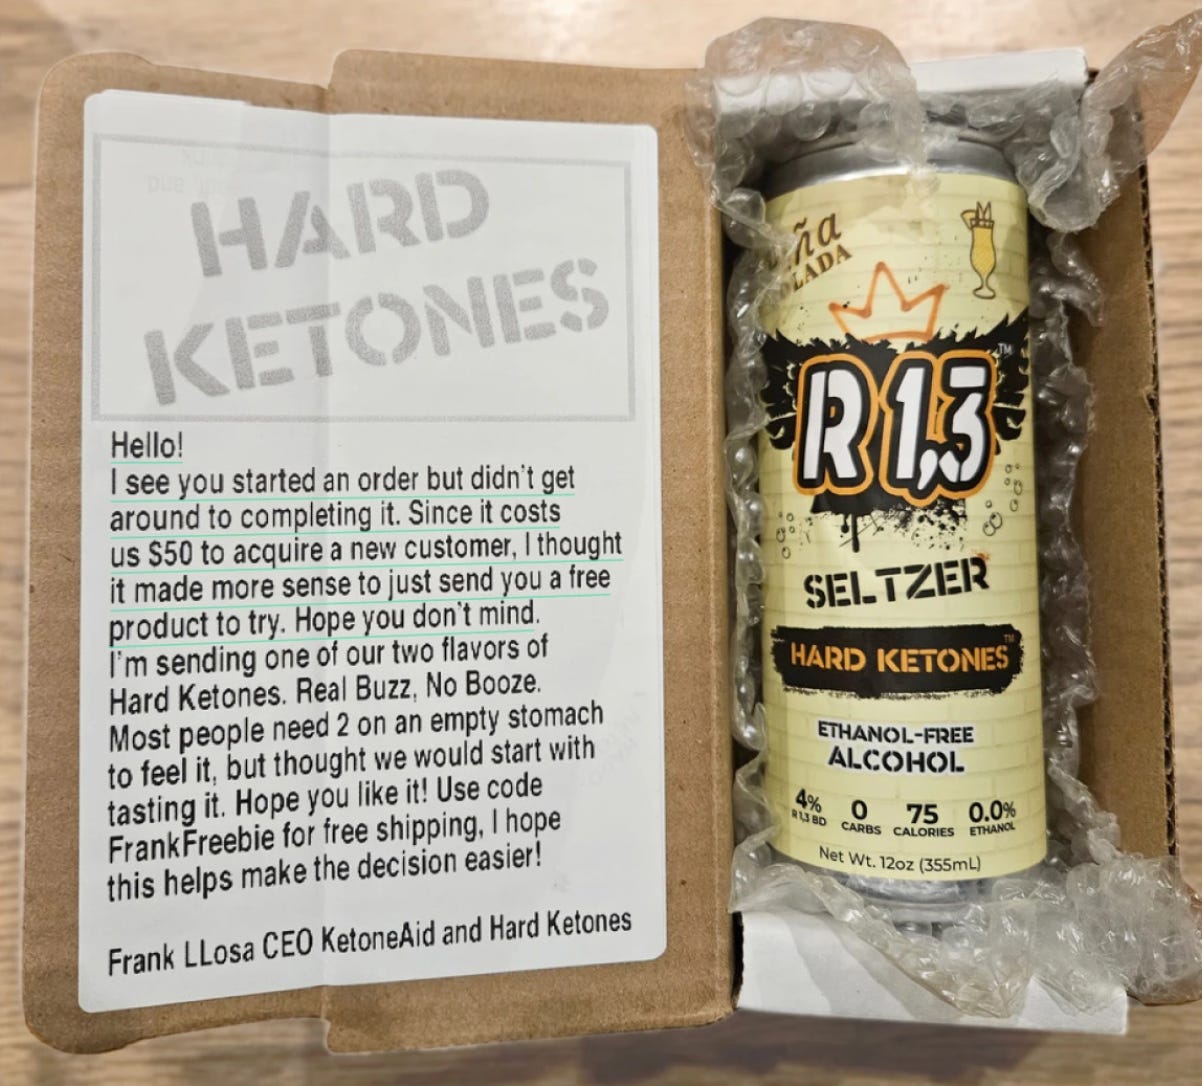 HARD
KETONES
Hello!
I see you started an order but didn't get
around to completing it. Since it costs
us $50 to acquire a new customer, I thought
it made more sense to just send you a free
product to try. Hope you don't mind.
I'm sending one of our two flavors of
Hard Ketones. Real Buzz, No Booze.
Most people need 2 on an empty stomach
to feel it, but thought we would start with
tasting it. Hope you like it! Use code
FrankFreebie for free shipping, I hope
this helps make the decision easier!
Frank LLosa CEO KetoneAid and Hard Ketones
ña
LADA
R 1,3 ™
SELTZER
HARD KETONES ™
ETHANOL-FREE
ALCOHOL
4% 0 75 0.0%
R 1,3 BD CARBS CALORIES ETHANOL
Net Wt. 12oz (355mL)